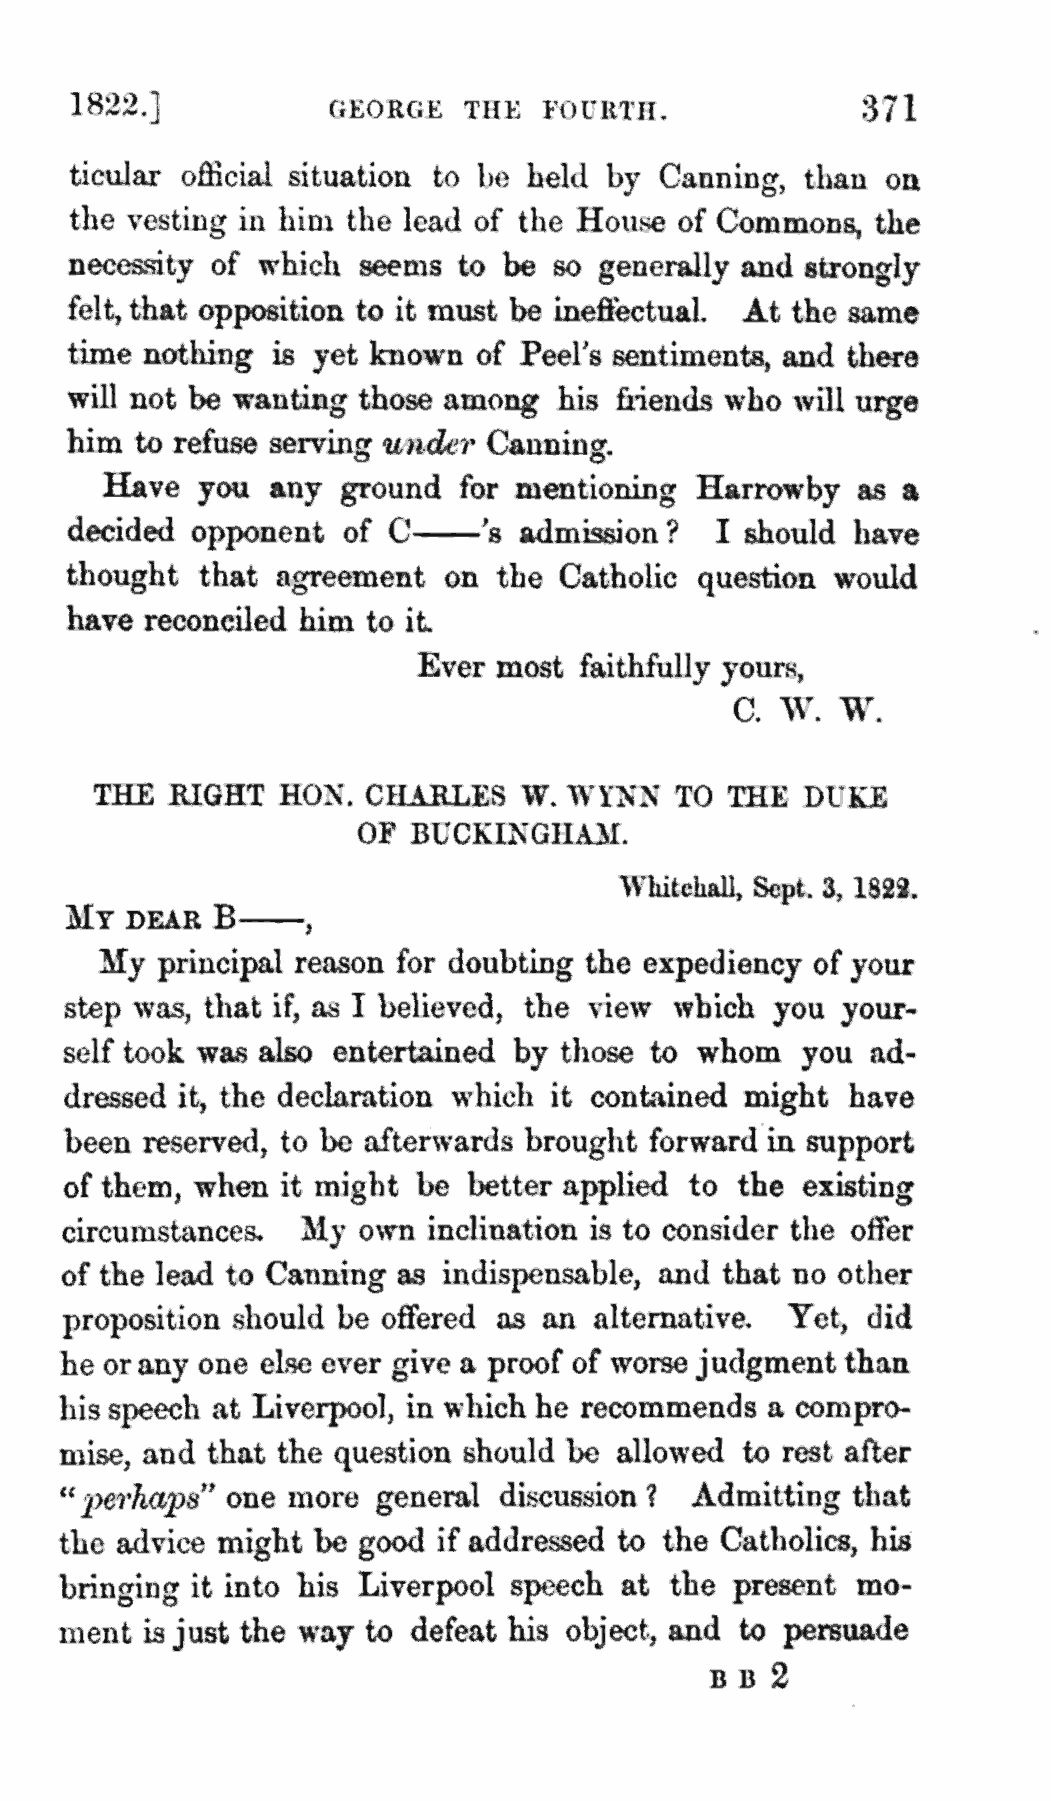 1822.] GEORGE THE FOURTH. 371
ticular official situation to be held by Canning, than on
the vesting in him the lead of the House of Commons, the
necessity of which seems to be so generally and strongly
felt, that opposition to it must be ineffectual. At the same
time nothing is yet known of Peel's sentiments, and there
will not be wanting those among his friends who will urge
him to refuse serving under Canning.
Have you any ground for mentioning Harrowby as a
decided opponent of C——'s admission? I should have
thought that agreement on the Catholic question would
have reconciled him to it.
Ever most faithfully yours,
C. W. W.
THE RIGHT HON. CHARLES W. WYNN TO THE DUKE
OF BUCKINGHAM.
Whitehall, Sept. 3, 1822.
MY DEAR B——,
My principal reason for doubting the expediency of your
step was, that if, as I believed, the view which you your-
self took was also entertained by those to whom you ad-
dressed it, the declaration which it contained might have
been reserved, to be afterwards brought forward in support
of them, when it might be better applied to the existing
circumstances. My own inclination is to consider the offer
of the lead to Canning as indispensable, and that no other
proposition should be offered as an alternative. Yet, did
he or any one else ever give a proof of worse judgment than
his speech at Liverpool, in which he recommends a compro-
mise, and that the question should be allowed to rest after
"perhaps" one more general discussion? Admitting that
the advice might be good if addressed to the Catholics, his
bringing it into his Liverpool speech at the present mo-
ment is just the way to defeat his object, and to persuade
B B 2